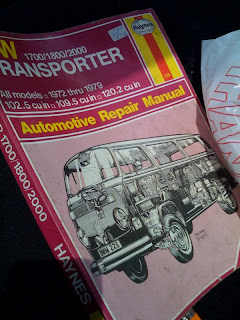 W 1700/1800/2000
RANSPORTER
Haynes
All models □ 1972 thru 1979
102.5 cu in □ 109.5 cu in □ 120.2 cu in
Automotive Repair Manual
1700/1800/2000
HAYNES